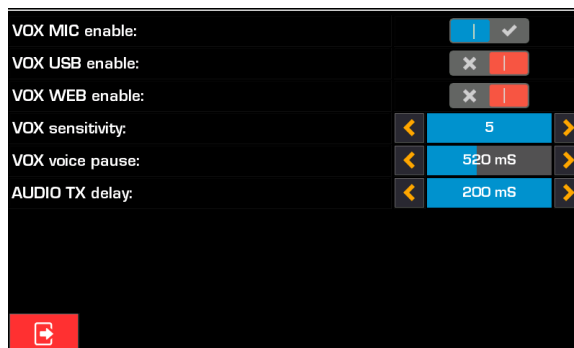 VOX MIC enable:
VOX USB enable:
VOX WEB enable:
VOX sensitivity: 5
VOX voice pause: 520 mS
AUDIO TX delay: 200 mS